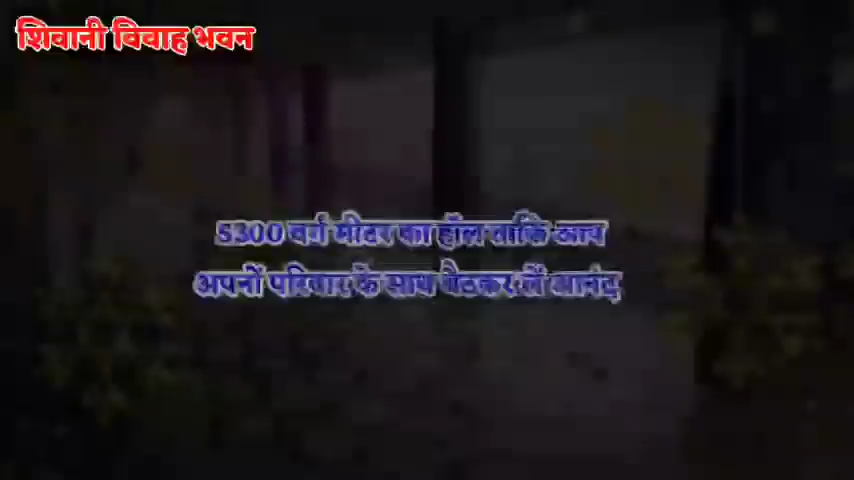 शिवानी विवाह भवन
5300 वर्ग मीटर का हॉल ताकि आप
अपनों परिवार के साथ बैठकर लें आनंद